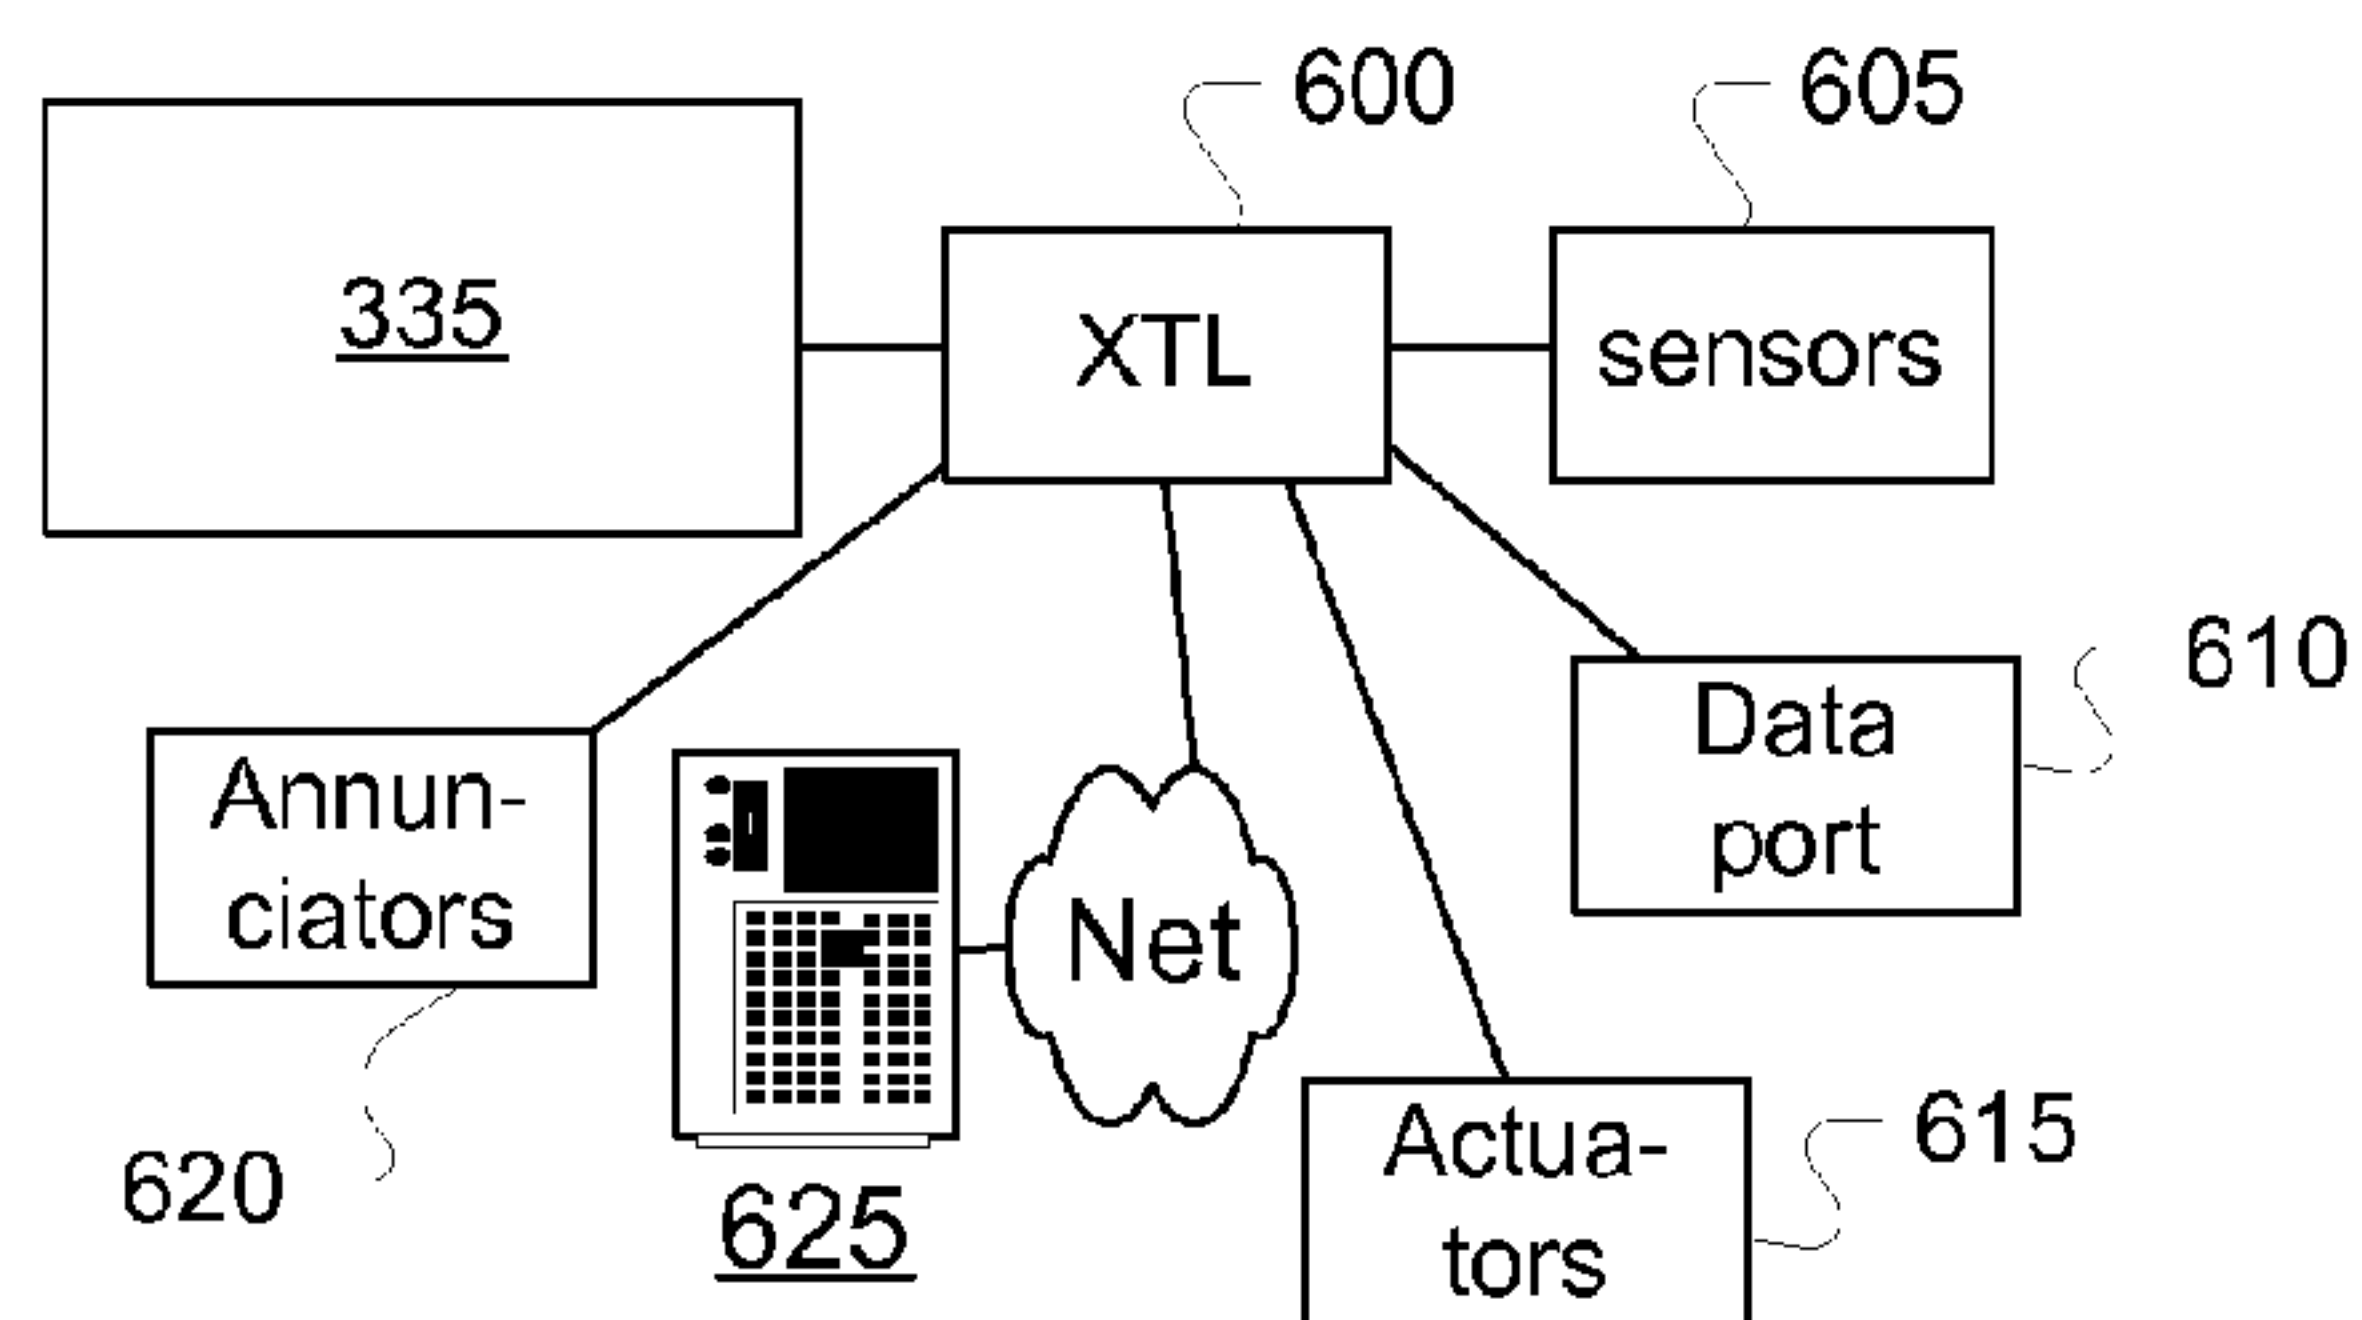 600
605
335
XTL
sensors
610
Data
port
Annun-
ciators
Net
620
625
615
Actua-
tors